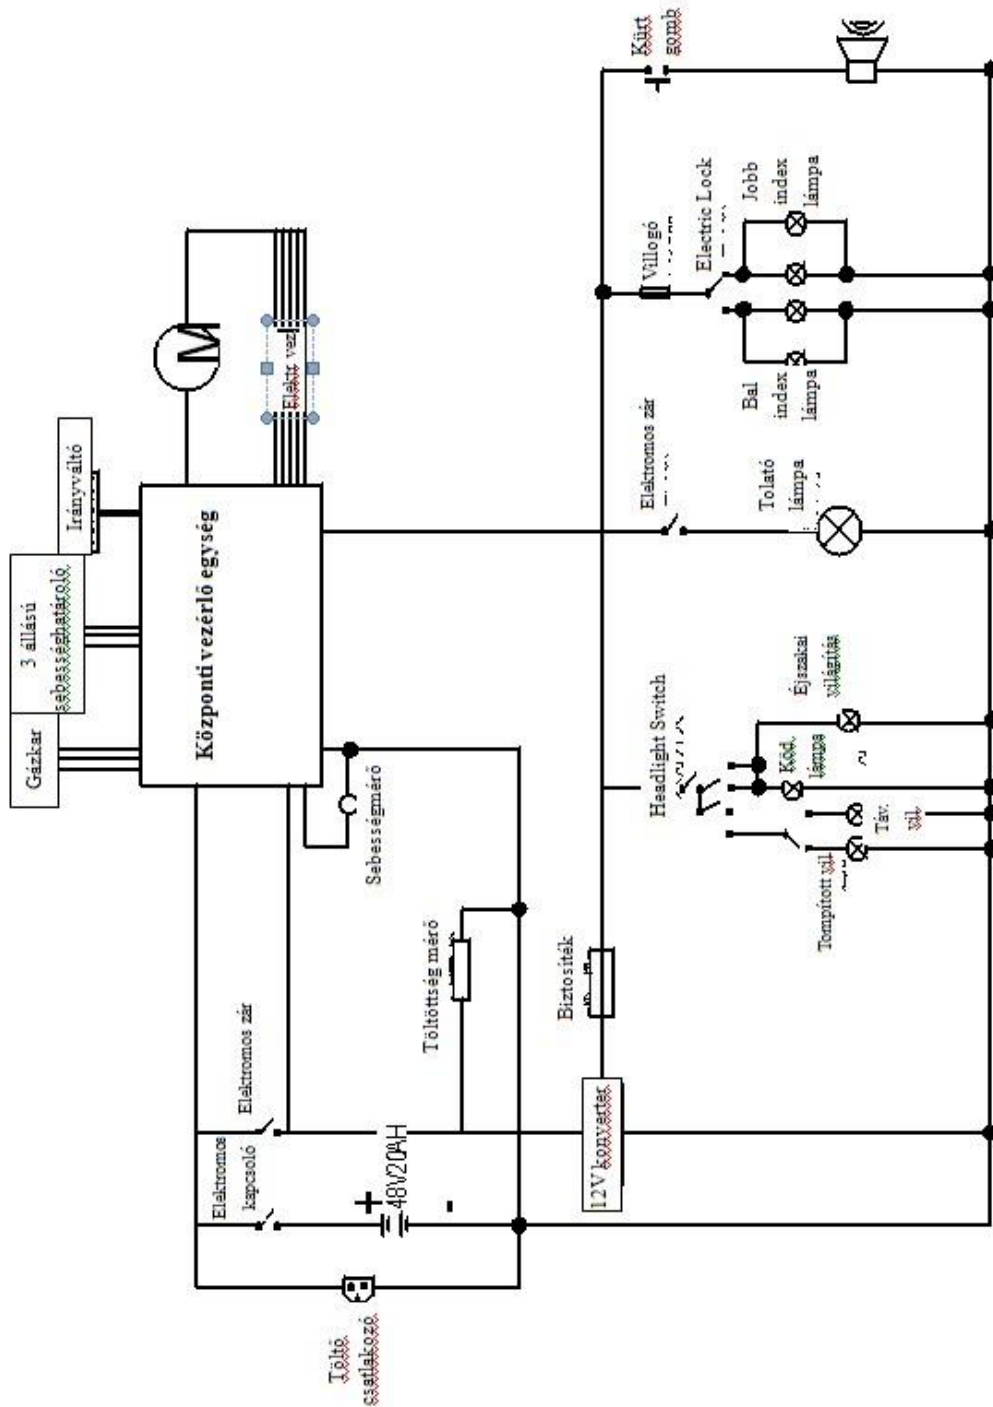 Töltő
csatlakozó
Elektromos
kapcsoló
Elektromos zár
+
48V20AH
-
Töltöttség mérő
Sebességmérő
Gázkar
3 állású
sebességhatároló
Irányváltó
Központi vezérlő egység
M
Elektr vez
12V konverter
Biztosíték
Headlight Switch
Tompított vil
Táv.
vil.
Köd.
lámpa
Éjszakai
világítás
Elektromos zár
Tolató
lámpa
Villogó
Electric Lock
Bal
index
lámpa
Jobb
index
lámpa
Kürt
gomb